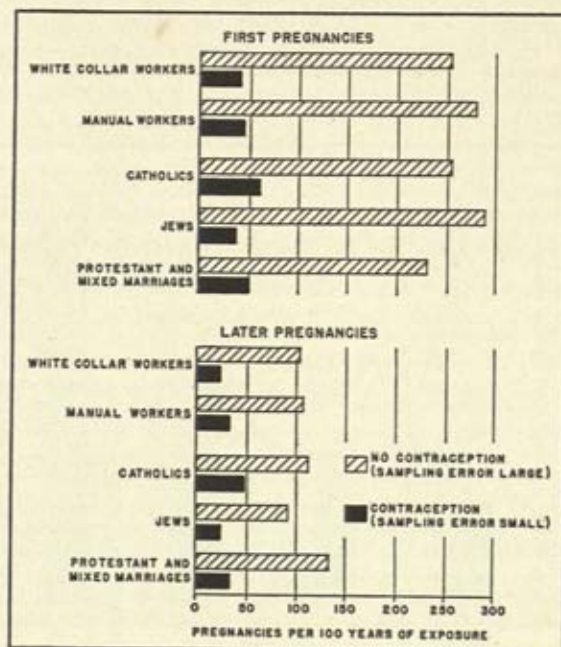 FIRST PREGNANCIES
WHITE COLLAR WORKERS
MANUAL WORKERS
CATHOLICS
JEWS
PROTESTANT AND
MIXED MARRIAGES
LATER PREGNANCIES
WHITE COLLAR WORKERS
MANUAL WORKERS
CATHOLICS
JEWS
PROTESTANT AND
MIXED MARRIAGES
NO CONTRACEPTION
(SAMPLING ERROR LARGE)
CONTRACEPTION
(SAMPLING ERROR SMALL)
0 50 100 150 200 250 300
PREGNANCIES PER 100 YEARS OF EXPOSURE